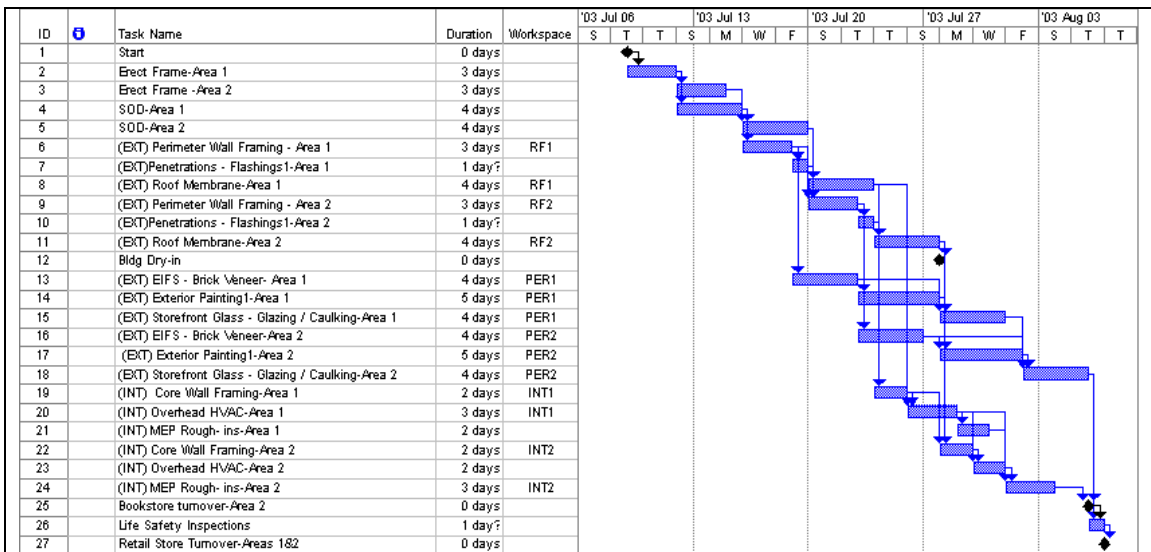 '03 Jul 06 '03 Jul 13 '03 Jul 20 '03 Jul 27 '03 Aug 03
ID Task Name Duration Workspace S T T S M W F S T T S M W F S T T
1 Start 0 days
2 Erect Frame-Area 1 3 days
3 Erect Frame -Area 2 3 days
4 SOD-Area 1 4 days
5 SOD-Area 2 4 days
6 (EXT) Perimeter Wall Framing - Area 1 3 days RF1
7 (EXT)Penetrations - Flashings1-Area 1 1 day?
8 (EXT) Roof Membrane-Area 1 4 days RF1
9 (EXT) Perimeter Wall Framing - Area 2 3 days RF2
10 (EXT)Penetrations - Flashings1-Area 2 1 day?
11 (EXT) Roof Membrane-Area 2 4 days RF2
12 Bldg Dry-in 0 days
13 (EXT) EIFS - Brick Veneer- Area 1 4 days PER1
14 (EXT) Exterior Painting1-Area 1 5 days PER1
15 (EXT) Storefront Glass - Glazing / Caulking-Area 1 4 days PER1
16 (EXT) EIFS - Brick Veneer-Area 2 4 days PER2
17 (EXT) Exterior Painting1-Area 2 5 days PER2
18 (EXT) Storefront Glass - Glazing / Caulking-Area 2 4 days PER2
19 (INT) Core Wall Framing-Area 1 2 days INT1
20 (INT) Overhead HVAC-Area 1 3 days INT1
21 (INT) MEP Rough- ins-Area 1 2 days
22 (INT) Core Wall Framing-Area 2 2 days INT2
23 (INT) Overhead HVAC-Area 2 2 days
24 (INT) MEP Rough- ins-Area 2 3 days INT2
25 Bookstore turnover-Area 2 0 days
26 Life Safety Inspections 1 day?
27 Retail Store Turnover-Areas 1&2 0 days